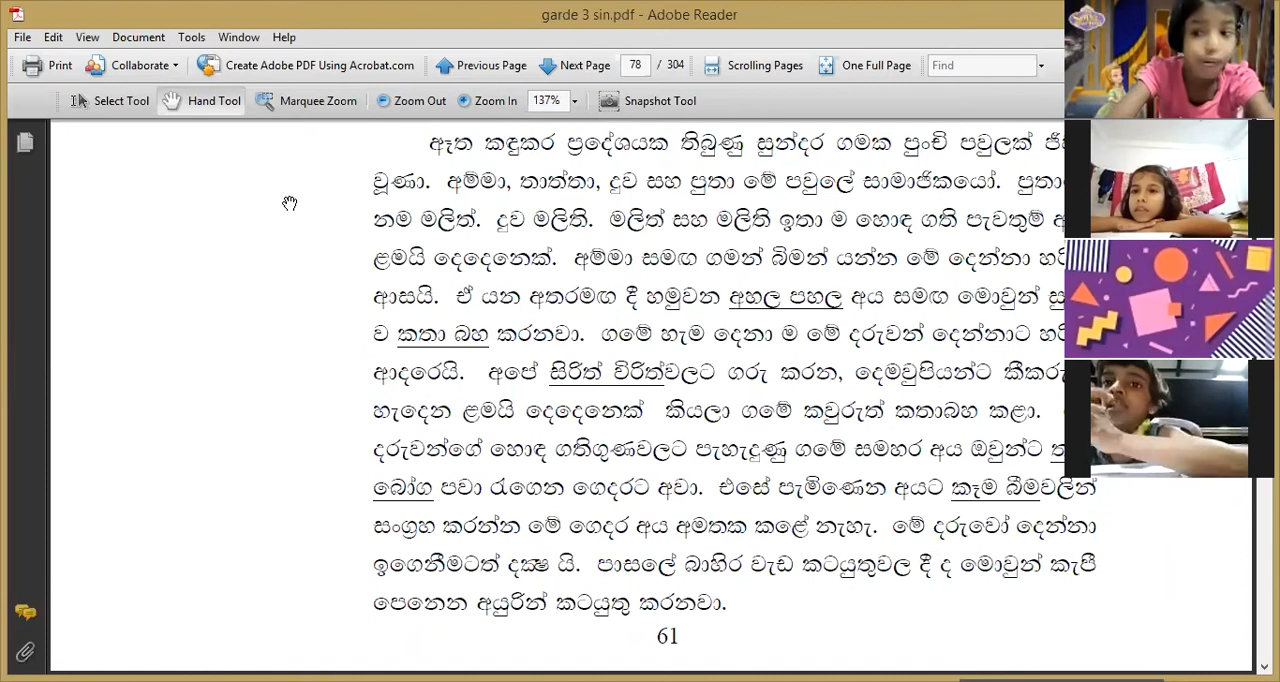 garde 3 sin.pdf - Adobe Reader
File Edit View Document Tools Window Help
Print Collaborate Create Adobe PDF Using Acrobat.com Previous Page Next Page 78 / 304 Scrolling Pages One Full Page Find
Select Tool Hand Tool Marquee Zoom Zoom Out Zoom In 137% Snapshot Tool
ඈත කඳුකර ප්‍රදේශයක තිබුණු සුන්දර ගමක පුංචි පවුලක්
වූණා. අම්මා, තාත්තා, දුව සහ පුතා මේ පවුලේ සාමාජිකයෝ.
නම මලිත්. දුව මලිති. මලිත් සහ මලිති ඉතා ම හොඳ ගති පැවතුම්
ළමයි දෙදෙනෙක්. අම්මා සමඟ ගමන් බිමන් යන්න මේ දෙන්නා
ආසයි. ඒ යන අතරමඟ දී හමුවන අහල පහල අය සමඟ මොවුන්
ව කතා බහ කරනවා. ගමේ හැම දෙනා ම මේ දරුවන් දෙන්නාට
ආදරෙයි. අපේ සිරිත් විරිත්වලට ගරු කරන, දෙමවුපියන්ට
හැදෙන ළමයි දෙදෙනෙක් කියලා ගමේ කවුරුත් කතාබහ කළා.
දරුවන්ගේ හොඳ ගතිගුණවලට පැහැදුණු ගමේ සමහර අය ඔවුන්ට
බෝග පවා රැගෙන ගෙදරට අවා. එසේ පැමිණෙන අයට කෑම බීමවලින්
සංග්‍රහ කරන්න මේ ගෙදර අය අමතක කළේ නැහැ. මේ දරුවෝ දෙන්නා
ඉගෙනීමටත් දක්‍ෂ යි. පාසලේ බාහිර වැඩ කටයුතුවල දී ද මොවුන් කැපී
පෙනෙන අයුරින් කටයුතු කරනවා.
61